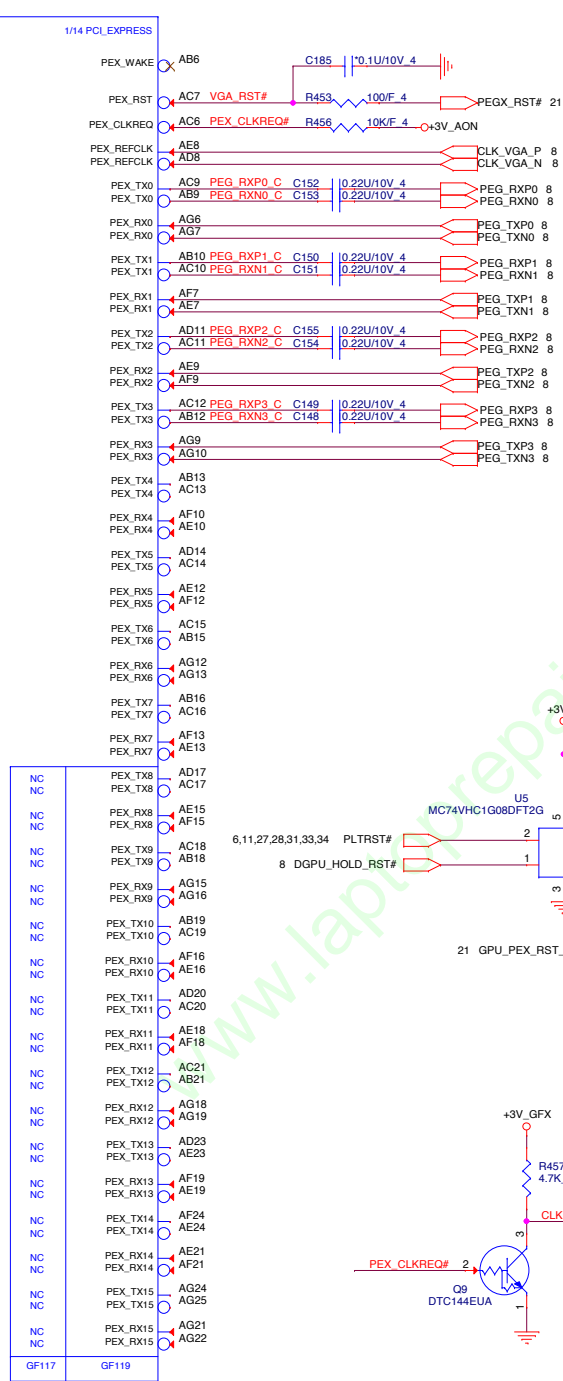 1/14 PCI_EXPRESS
PEX_WAKE AB6
C185 *0.1U/10V_4
PEX_RST AC7 VGA_RST# R453 100/F_4 PEGX_RST# 21
PEX_CLKREQ AC6 PEX_CLKREQ# R456 10K/F_4 +3V_AON
PEX_REFCLK AE8 CLK_VGA_P 8
PEX_REFCLK AD8 CLK_VGA_N 8
PEX_TX0 AC9 PEG_RXP0_C C152 0.22U/10V_4 PEG_RXP0 8
PEX_TX0 AB9 PEG_RXN0_C C153 0.22U/10V_4 PEG_RXN0 8
PEX_RX0 AG6 PEG_TXP0 8
PEX_RX0 AG7 PEG_TXN0 8
PEX_TX1 AB10 PEG_RXP1_C C150 0.22U/10V_4 PEG_RXP1 8
PEX_TX1 AC10 PEG_RXN1_C C151 0.22U/10V_4 PEG_RXN1 8
PEX_RX1 AF7 PEG_TXP1 8
PEX_RX1 AE7 PEG_TXN1 8
PEX_TX2 AD11 PEG_RXP2_C C155 0.22U/10V_4 PEG_RXP2 8
PEX_TX2 AC11 PEG_RXN2_C C154 0.22U/10V_4 PEG_RXN2 8
PEX_RX2 AE9 PEG_TXP2 8
PEX_RX2 AF9 PEG_TXN2 8
PEX_TX3 AC12 PEG_RXP3_C C149 0.22U/10V_4 PEG_RXP3 8
PEX_TX3 AB12 PEG_RXN3_C C148 0.22U/10V_4 PEG_RXN3 8
PEX_RX3 AG9 PEG_TXP3 8
PEX_RX3 AG10 PEG_TXN3 8
PEX_TX4 AB13
PEX_TX4 AC13
PEX_RX4 AF10
PEX_RX4 AE10
PEX_TX5 AD14
PEX_TX5 AC14
PEX_RX5 AE12
PEX_RX5 AF12
PEX_TX6 AC15
PEX_TX6 AB15
PEX_RX6 AG12
PEX_RX6 AG13
PEX_TX7 AB16
PEX_TX7 AC16
PEX_RX7 AF13
PEX_RX7 AE13
NC PEX_TX8 AD17
NC PEX_TX8 AC17
NC PEX_RX8 AE15
NC PEX_RX8 AF15
NC PEX_TX9 AC18
NC PEX_TX9 AB18
NC PEX_RX9 AG15
NC PEX_RX9 AG16
NC PEX_TX10 AB19
NC PEX_TX10 AC19
NC PEX_RX10 AF16
NC PEX_RX10 AE16
NC PEX_TX11 AD20
NC PEX_TX11 AC20
NC PEX_RX11 AE18
NC PEX_RX11 AF18
NC PEX_TX12 AC21
NC PEX_TX12 AB21
NC PEX_RX12 AG18
NC PEX_RX12 AG19
NC PEX_TX13 AD23
NC PEX_TX13 AE23
NC PEX_RX13 AF19
NC PEX_RX13 AE19
NC PEX_TX14 AF24
NC PEX_TX14 AE24
NC PEX_RX14 AE21
NC PEX_RX14 AF21
NC PEX_TX15 AG24
NC PEX_TX15 AG25
NC PEX_RX15 AG21
NC PEX_RX15 AG22
GF117 GF119
+3V
U5
MC74VHC1G08DFT2G
5
6,11,27,28,31,33,34 PLTRST# 2
8 DGPU_HOLD_RST# 1
3
21 GPU_PEX_RST_
+3V_GFX
R457
4.7K_
CLK
3
PEX_CLKREQ# 2
Q9
DTC144EUA
1
www.laptoprepai